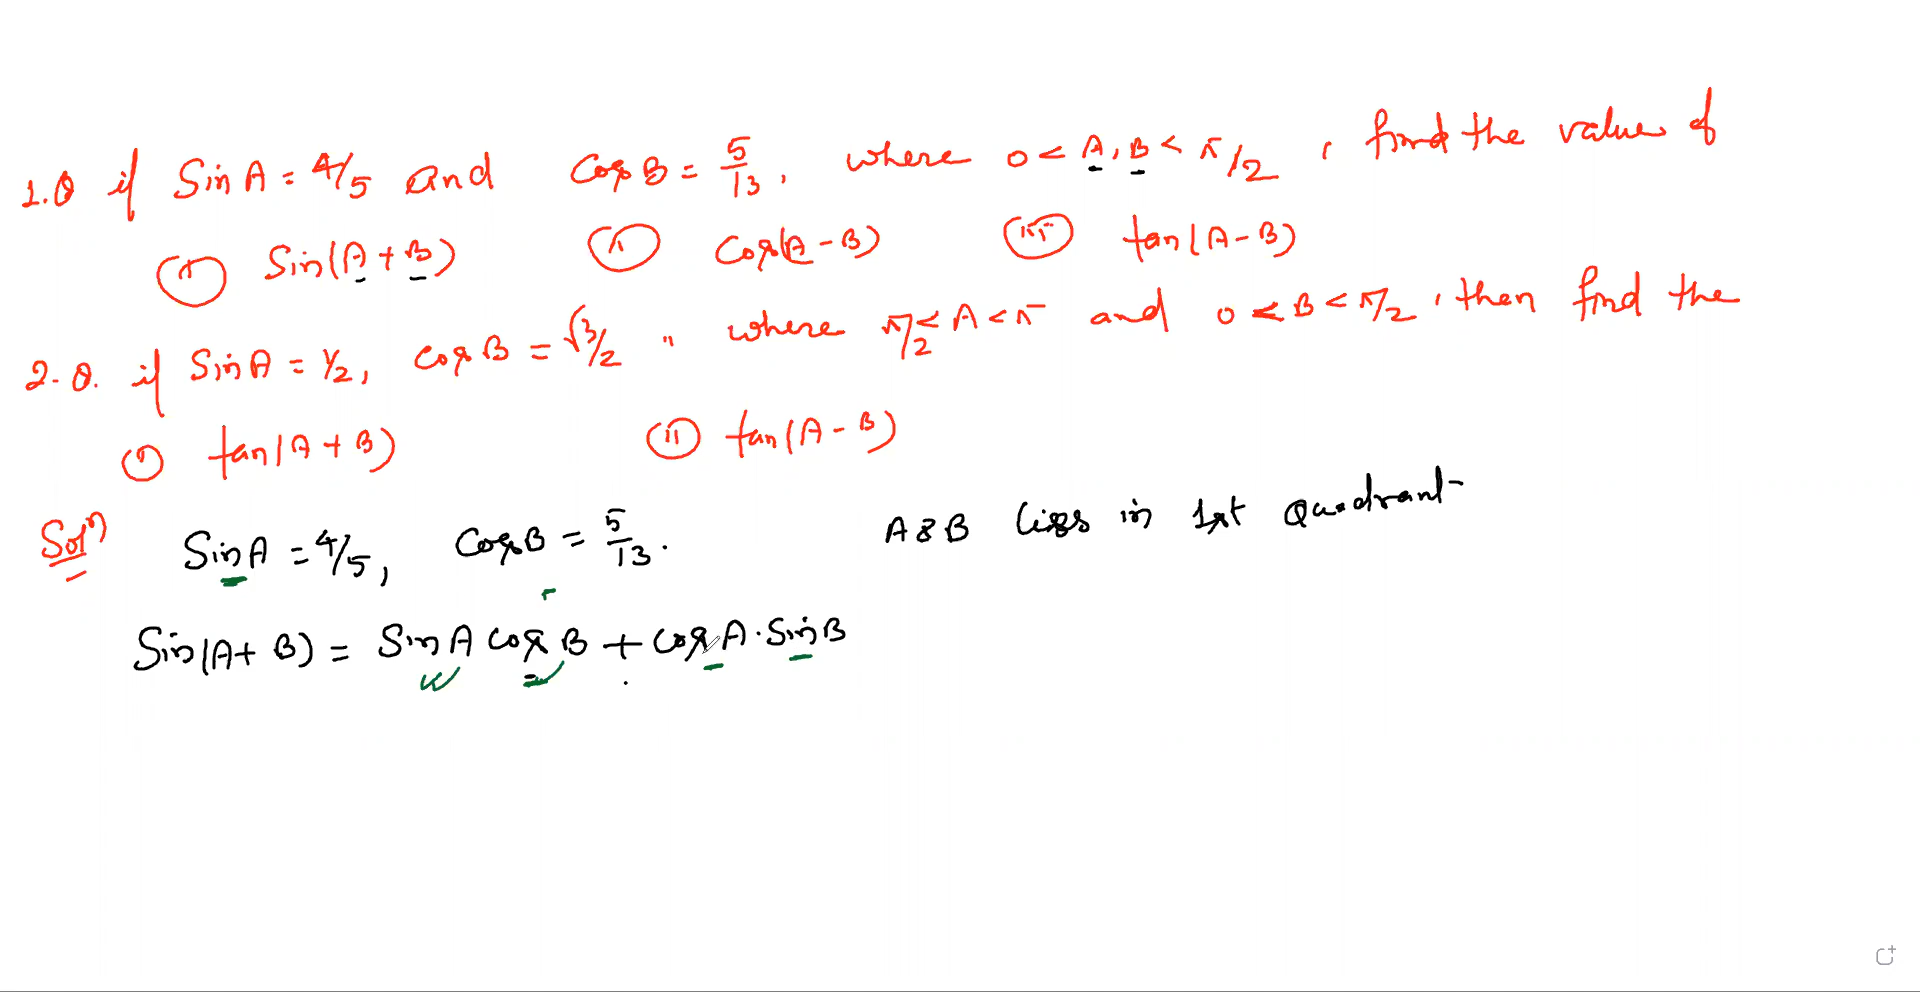 1.Q if Sin A = 4/5 and Cos B = 5/13, where 0 < A, B < π/2, find the value of
(i) Sin(A + B) (ii) Cos(A - B) (iii) tan(A - B)
2.Q. if Sin A = 1/2, Cos B = √3/2, where π/2 < A < π and 0 < B < π/2, then find the
(i) tan(A + B) (ii) tan(A - B)
Solⁿ Sin A = 4/5, Cos B = 5/13. A & B lies in 1st Quadrant
Sin(A + B) = Sin A Cos B + Cos A · Sin B